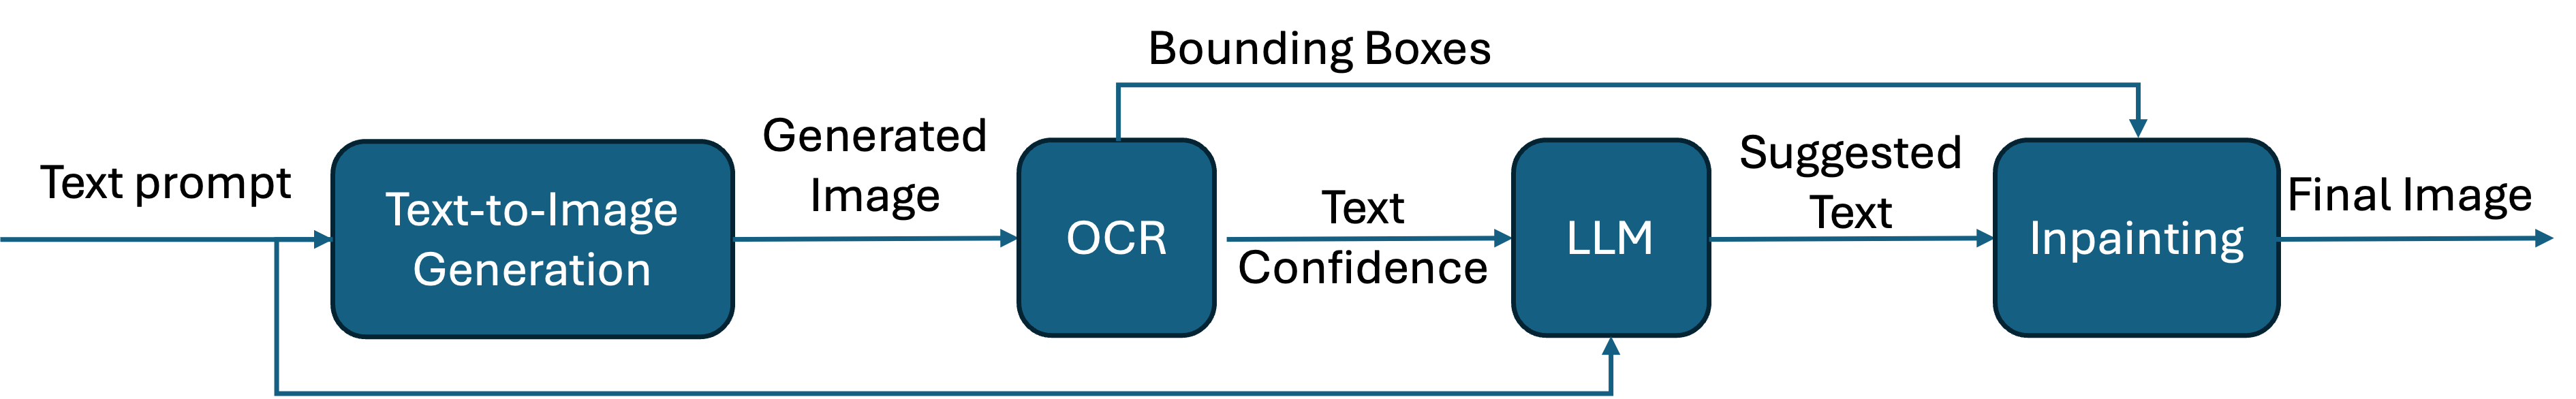 Bounding Boxes
Text prompt
Text-to-Image
Generation
Generated
Image
OCR
Text
Confidence
LLM
Suggested
Text
Inpainting
Final Image